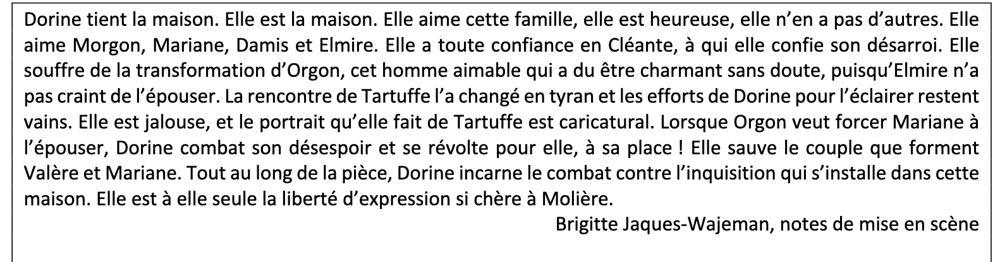 Dorine tient la maison. Elle est la maison. Elle aime cette famille, elle est heureuse, elle n’en a pas d’autres. Elle
aime Morgon, Mariane, Damis et Elmire. Elle a toute confiance en Cléante, à qui elle confie son désarroi. Elle
souffre de la transformation d’Orgon, cet homme aimable qui a du être charmant sans doute, puisqu’Elmire n’a
pas craint de l’épouser. La rencontre de Tartuffe l’a changé en tyran et les efforts de Dorine pour l’éclairer restent
vains. Elle est jalouse, et le portrait qu’elle fait de Tartuffe est caricatural. Lorsque Orgon veut forcer Mariane à
l’épouser, Dorine combat son désespoir et se révolte pour elle, à sa place ! Elle sauve le couple que forment
Valère et Mariane. Tout au long de la pièce, Dorine incarne le combat contre l’inquisition qui s’installe dans cette
maison. Elle est à elle seule la liberté d’expression si chère à Molière.
Brigitte Jaques-Wajeman, notes de mise en scène